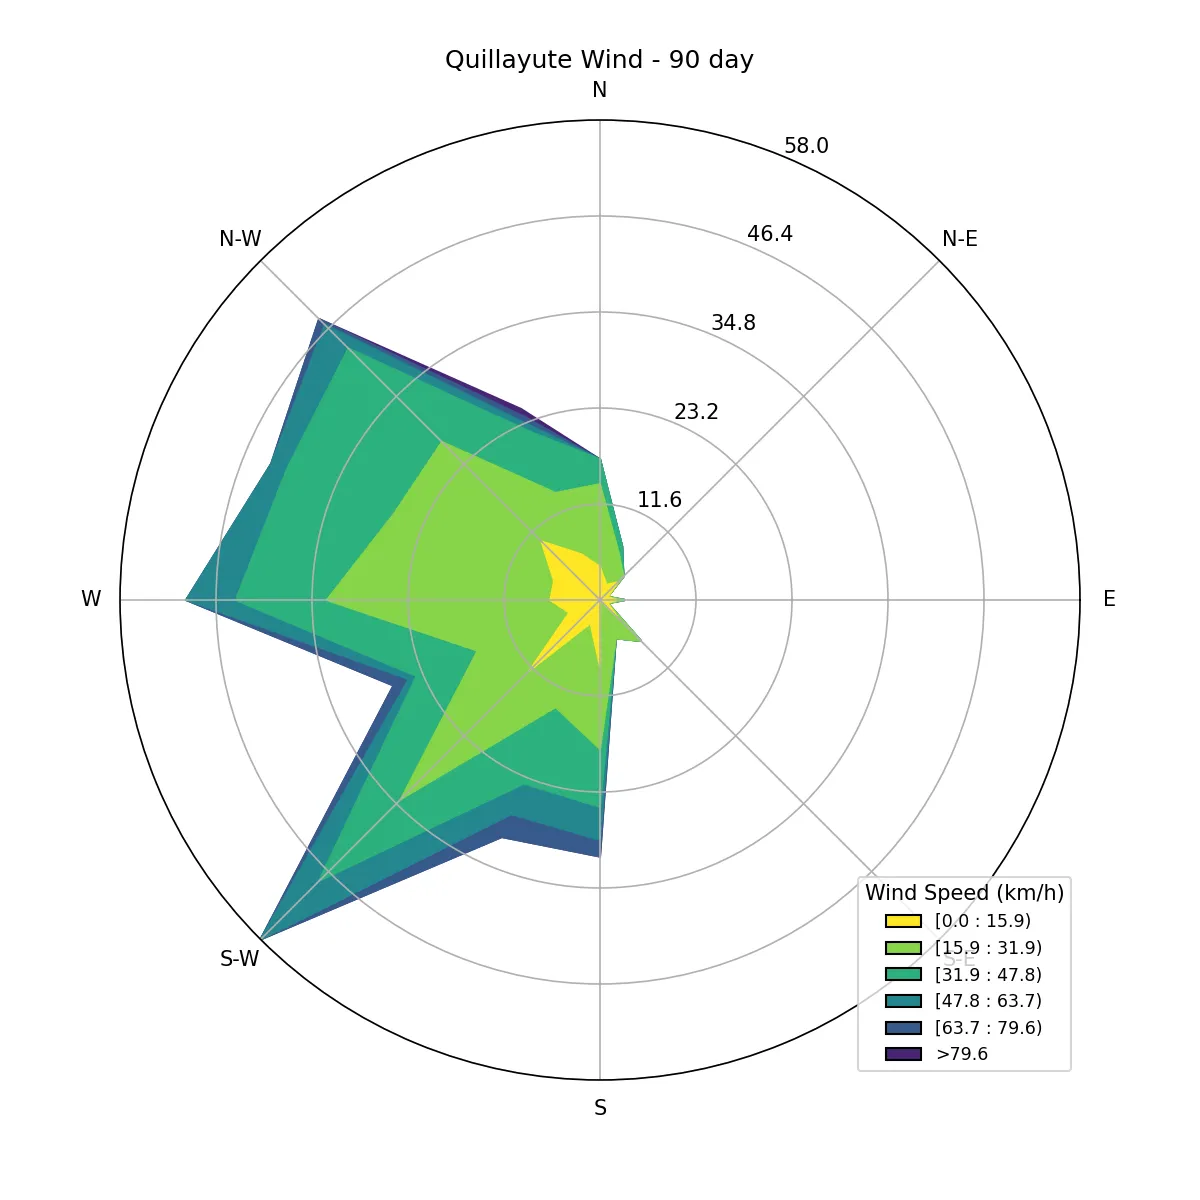 Quillayute Wind - 90 day
N
58.0
46.4
N-W
N-E
34.8
23.2
11.6
W
E
Wind Speed (km/h)
[0.0 : 15.9)
[15.9 : 31.9)
S-W
S-E
[31.9 : 47.8)
[47.8 : 63.7)
[63.7 : 79.6)
>79.6
S